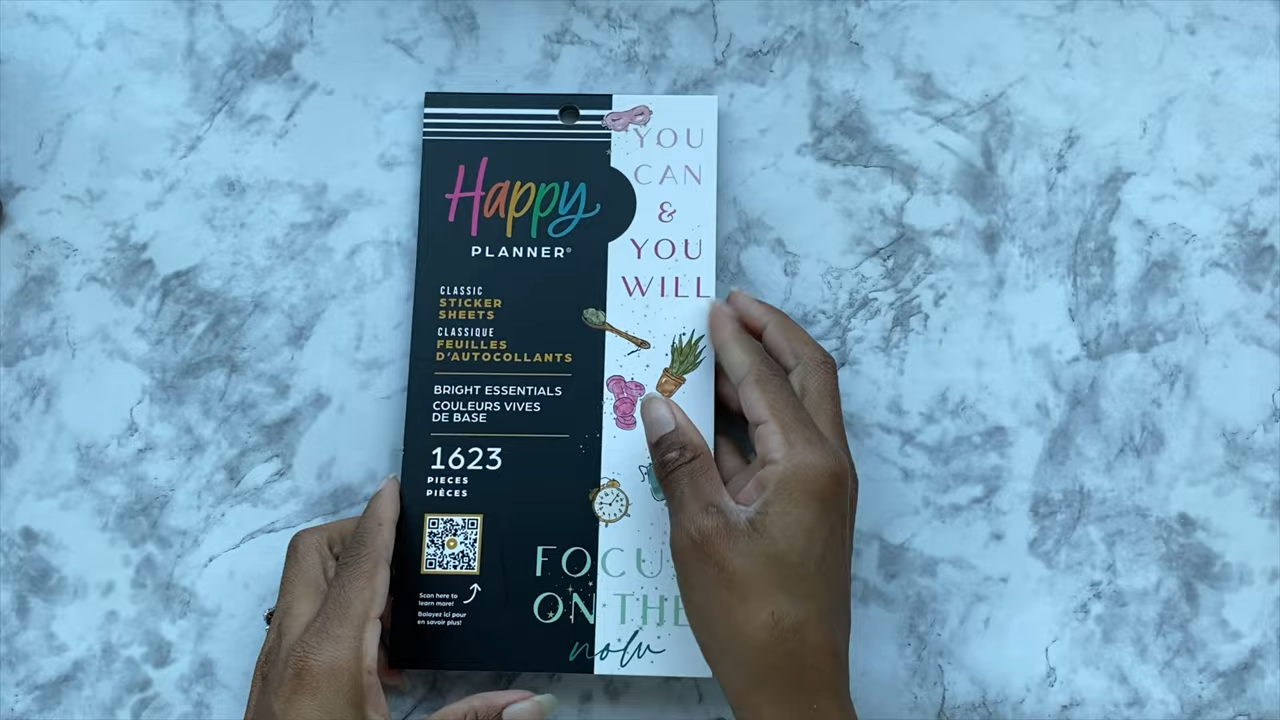 Happy
PLANNER®
CLASSIC
STICKER
SHEETS
CLASSIQUE
FEUILLES
D'AUTOCOLLANTS
BRIGHT ESSENTIALS
COULEURS VIVES
DE BASE
1623
PIECES
PIÈCES
Scan here to
learn more!
Balayez ici pour
en savoir plus!
YOU
CAN
&
YOU
WILL
FOCU
ON THE
now